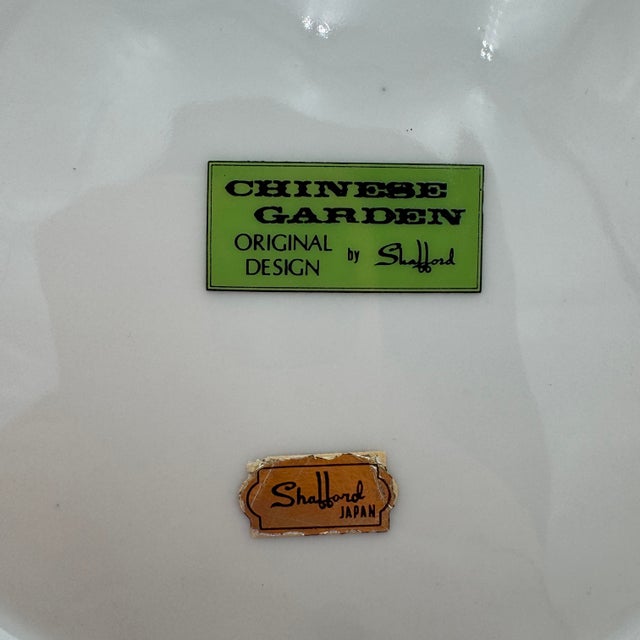 CHINESE
GARDEN
ORIGINAL
DESIGN
by Shafford
Shafford
JAPAN